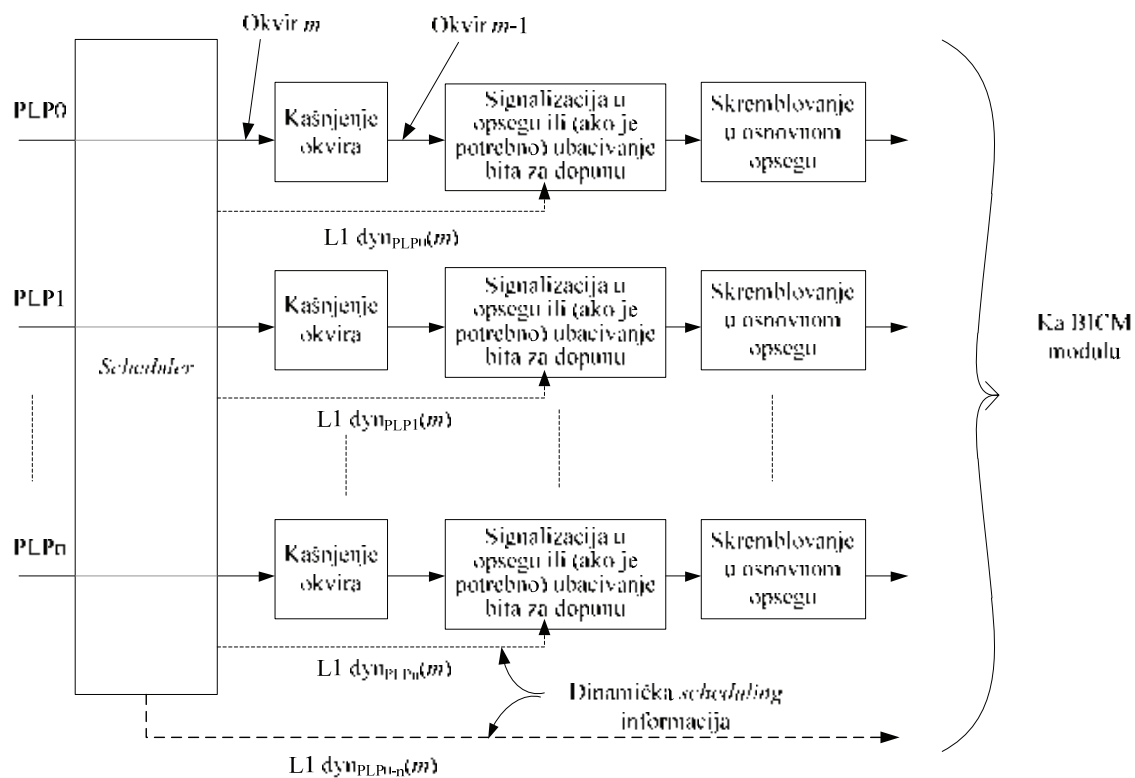 Okvir m
Okvir m-1
PLP0
Kašnjenje
okvira
Signalizacija u
opsegu ili (ako je
potrebno) ubacivanje
bita za dopunu
Skremblovanje
u osnovnom
opsegu
L1 dynPLP0(m)
PLP1
Kašnjenje
okvira
Signalizacija u
opsegu ili (ako je
potrebno) ubacivanje
bita za dopunu
Skremblovanje
u osnovnom
opsegu
Scheduler
L1 dynPLP1(m)
Ka BICM
modulu
PLPn
Kašnjenje
okvira
Signalizacija u
opsegu ili (ako je
potrebno) ubacivanje
bita za dopunu
Skremblovanje
u osnovnom
opsegu
L1 dynPLPn(m)
Dinamička scheduling
informacija
L1 dynPLP0-n(m)